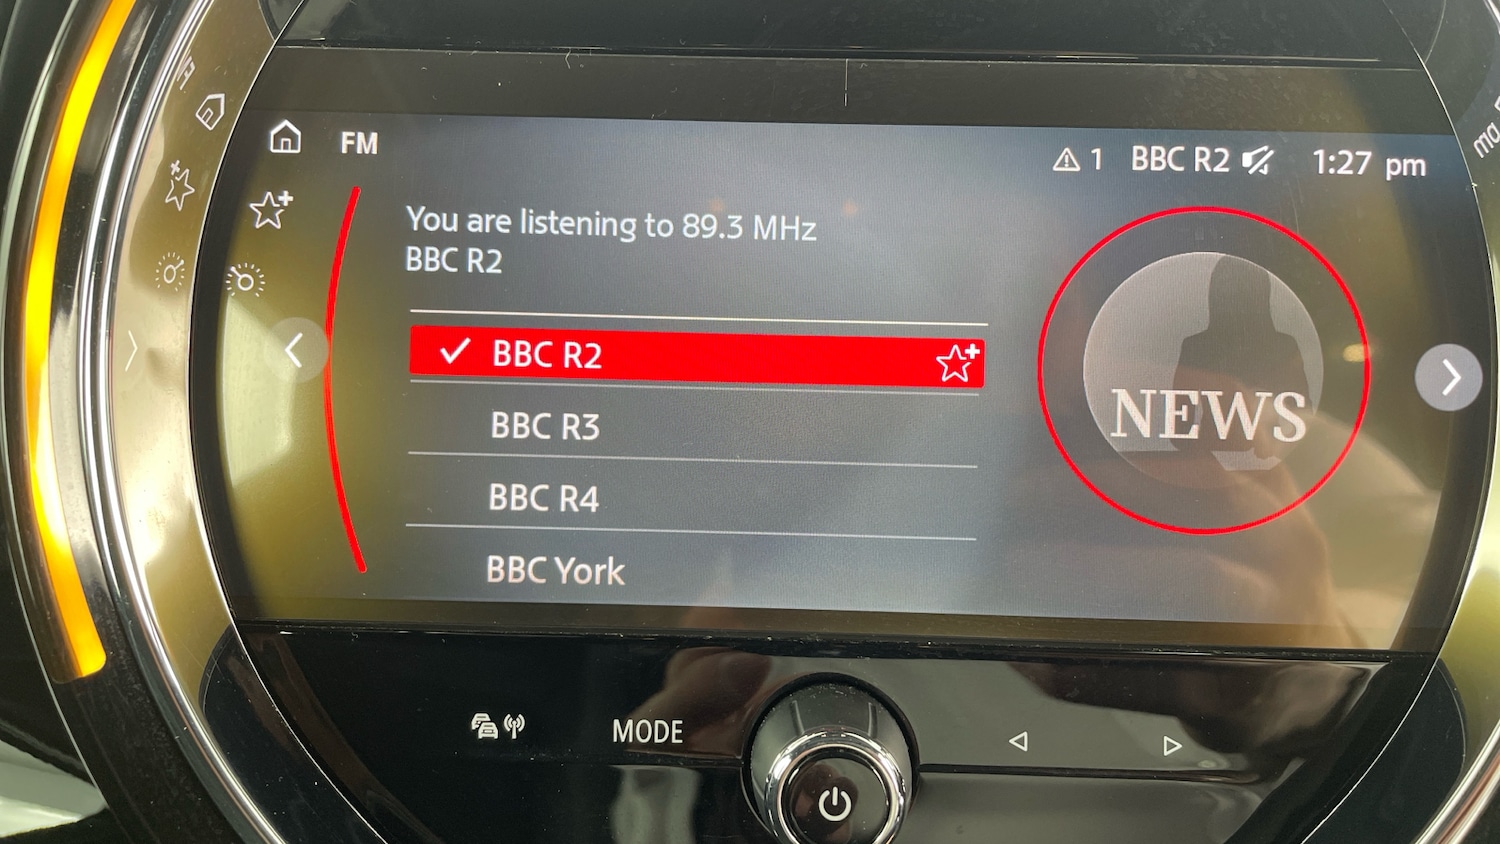 FM
1 BBC R2 1:27 pm
You are listening to 89.3 MHz
BBC R2
BBC R2
BBC R3
BBC R4
BBC York
NEWS
MODE